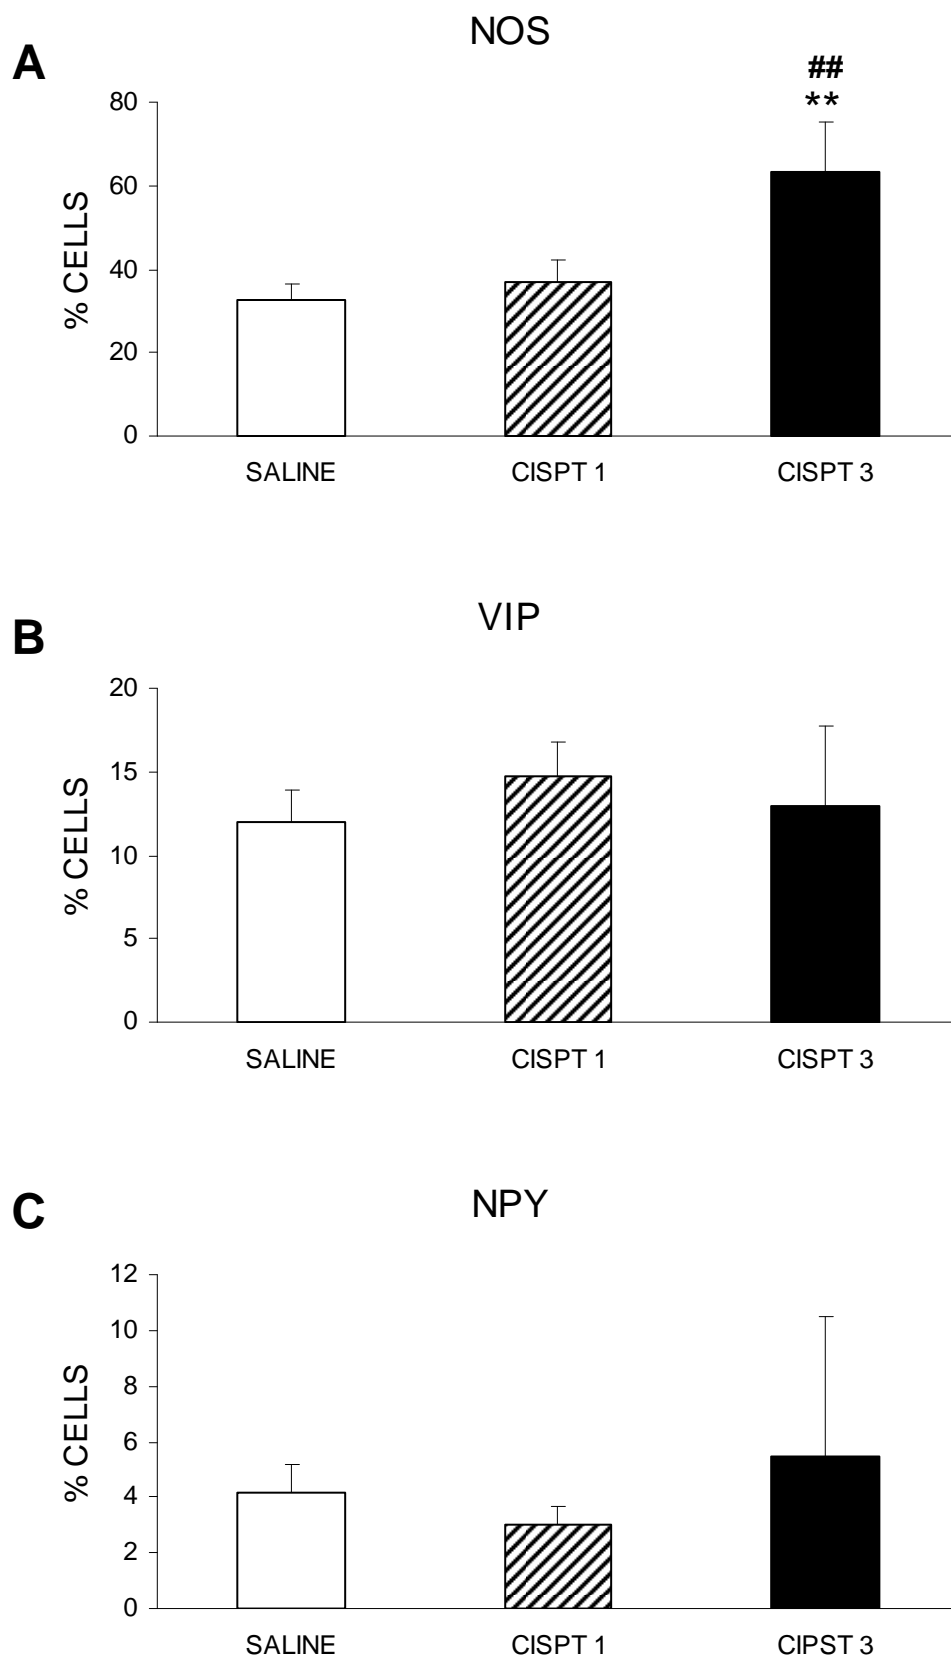 NOS
A
##
**
80
60
40
20
0
% CELLS
SALINE CISPT 1 CISPT 3
VIP
B
20
15
10
5
0
% CELLS
SALINE CISPT 1 CISPT 3
NPY
C
12
10
8
6
4
2
0
% CELLS
SALINE CISPT 1 CIPST 3